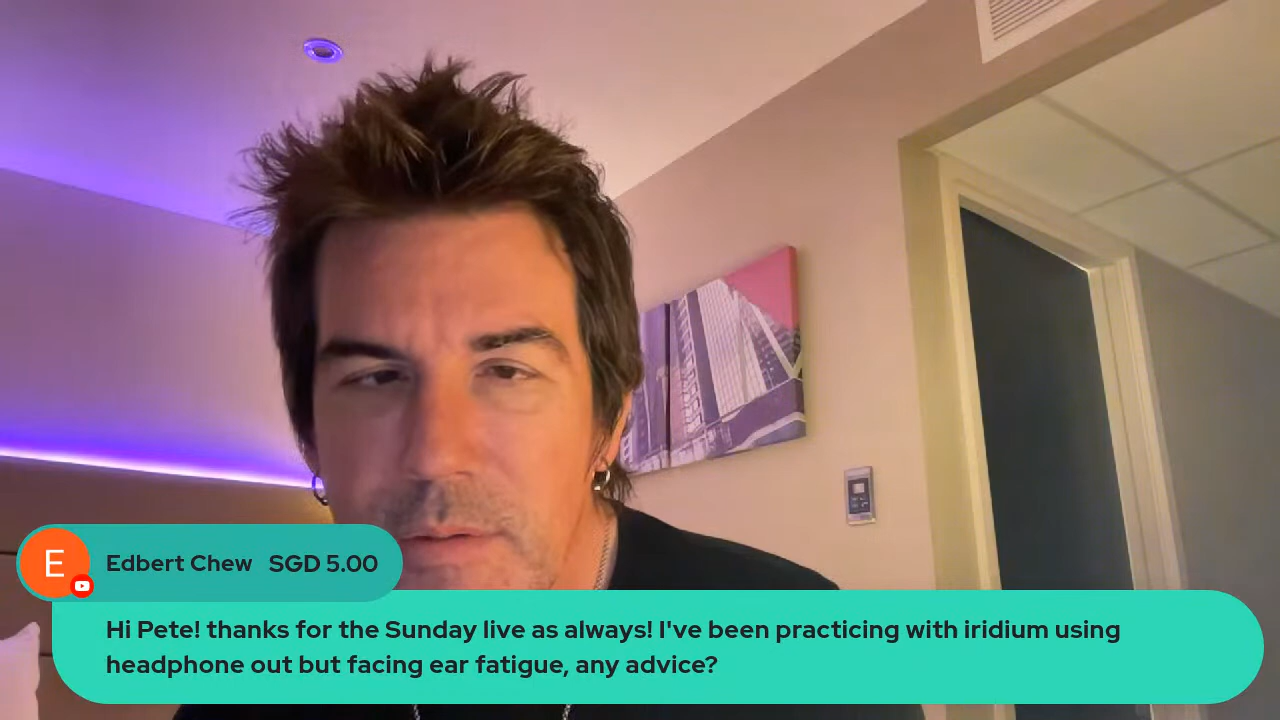 E
Edbert Chew SGD 5.00
Hi Pete! thanks for the Sunday live as always! I've been practicing with iridium using
headphone out but facing ear fatigue, any advice?